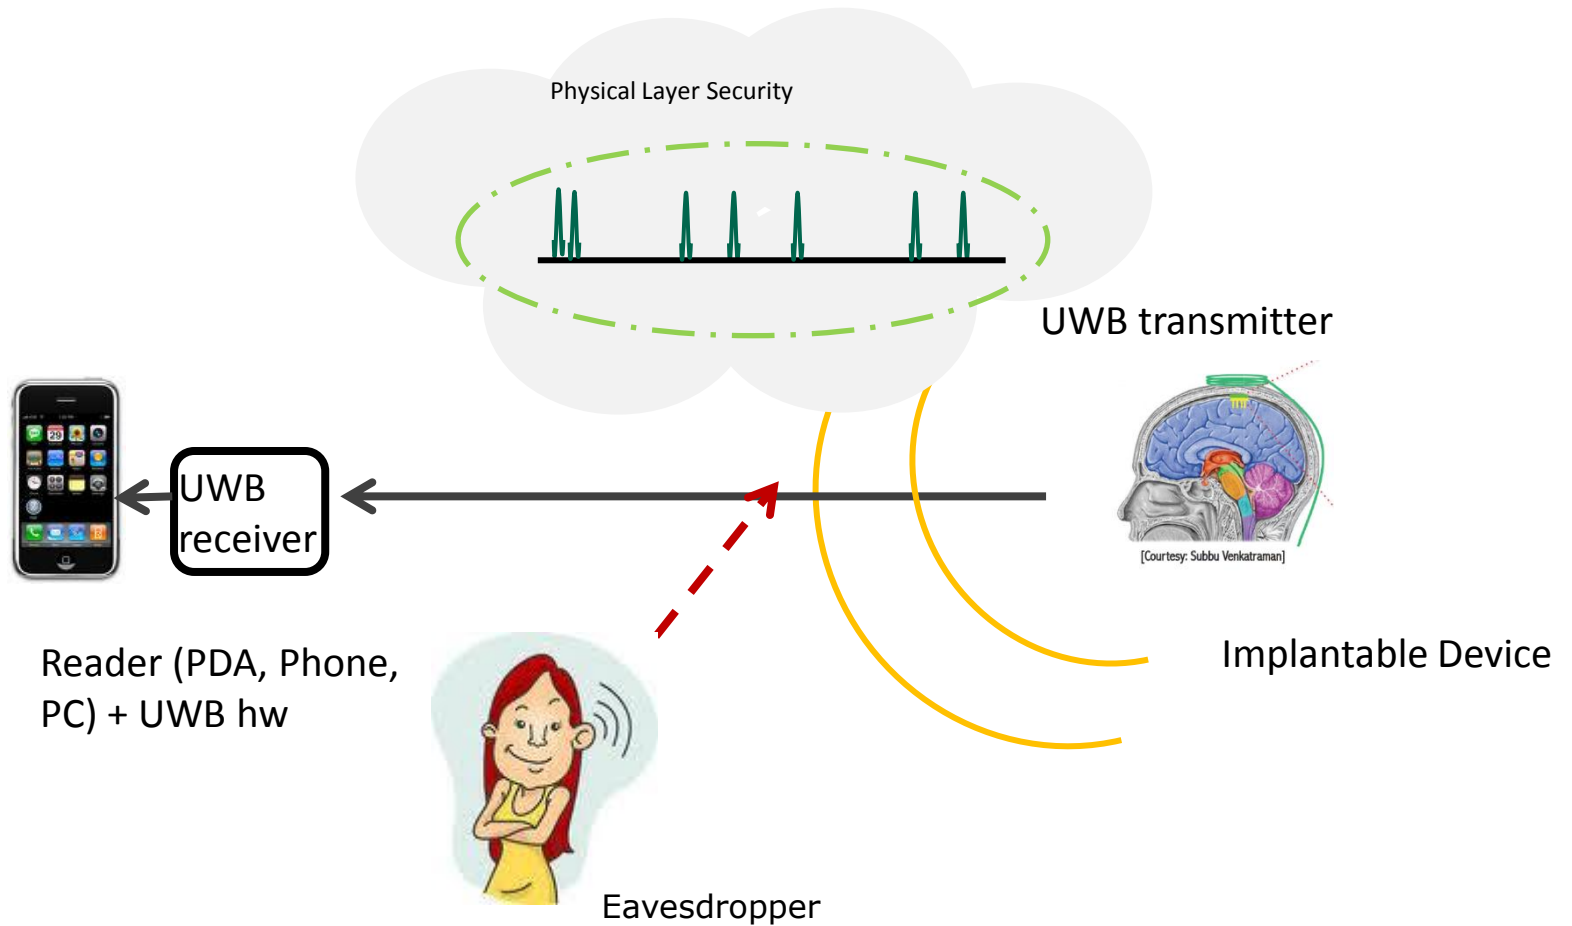 Physical Layer Security
UWB transmitter
29
UWB
receiver
[Courtesy: Subbu Venkatraman]
Reader (PDA, Phone,
PC) + UWB hw
Implantable Device
Eavesdropper